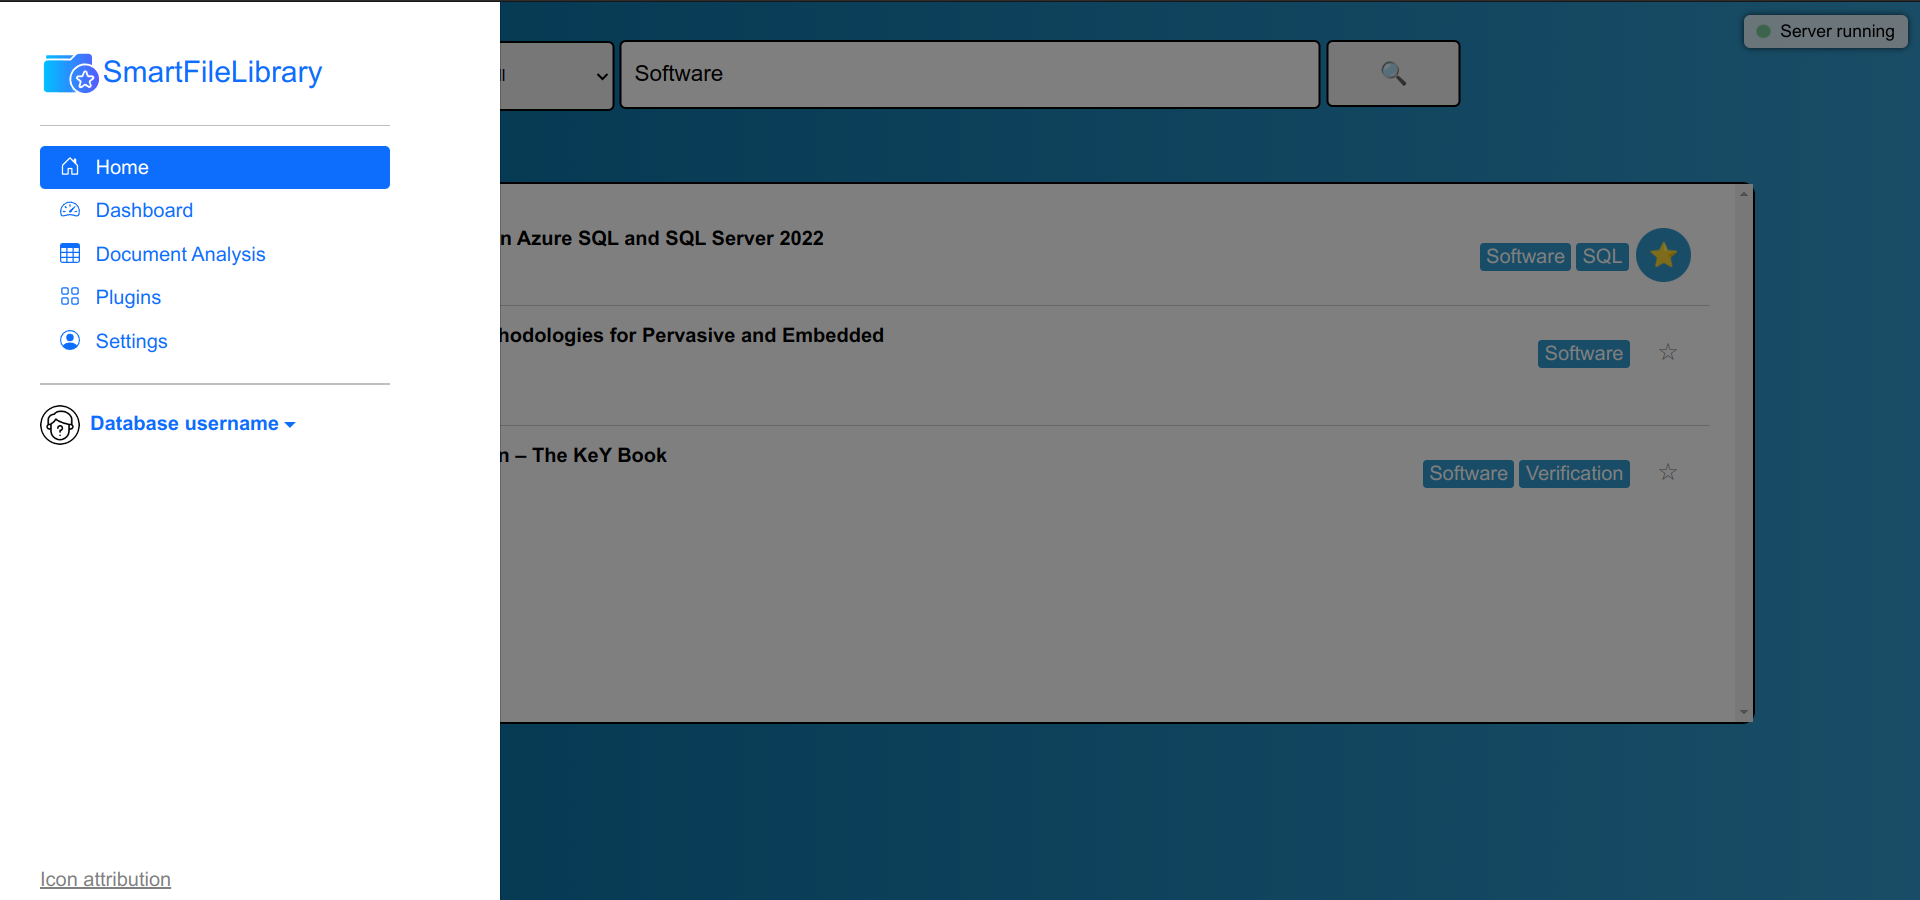 SmartFileLibrary
Home
Dashboard
Document Analysis
Plugins
Settings
Database username
Icon attribution
Software
Server running
Azure SQL and SQL Server 2022
Software SQL
for Pervasive and Embedded
Software
– The KeY Book
Software Verification